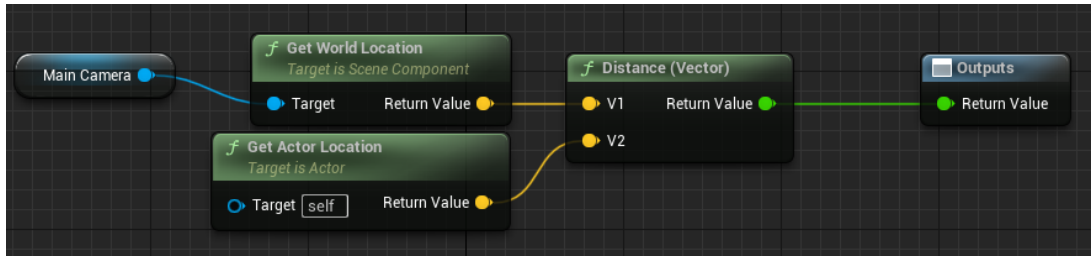 Main Camera
f Get World Location
Target is Scene Component
Target
Return Value
f Get Actor Location
Target is Actor
Target self
Return Value
f Distance (Vector)
V1
Return Value
V2
Outputs
Return Value